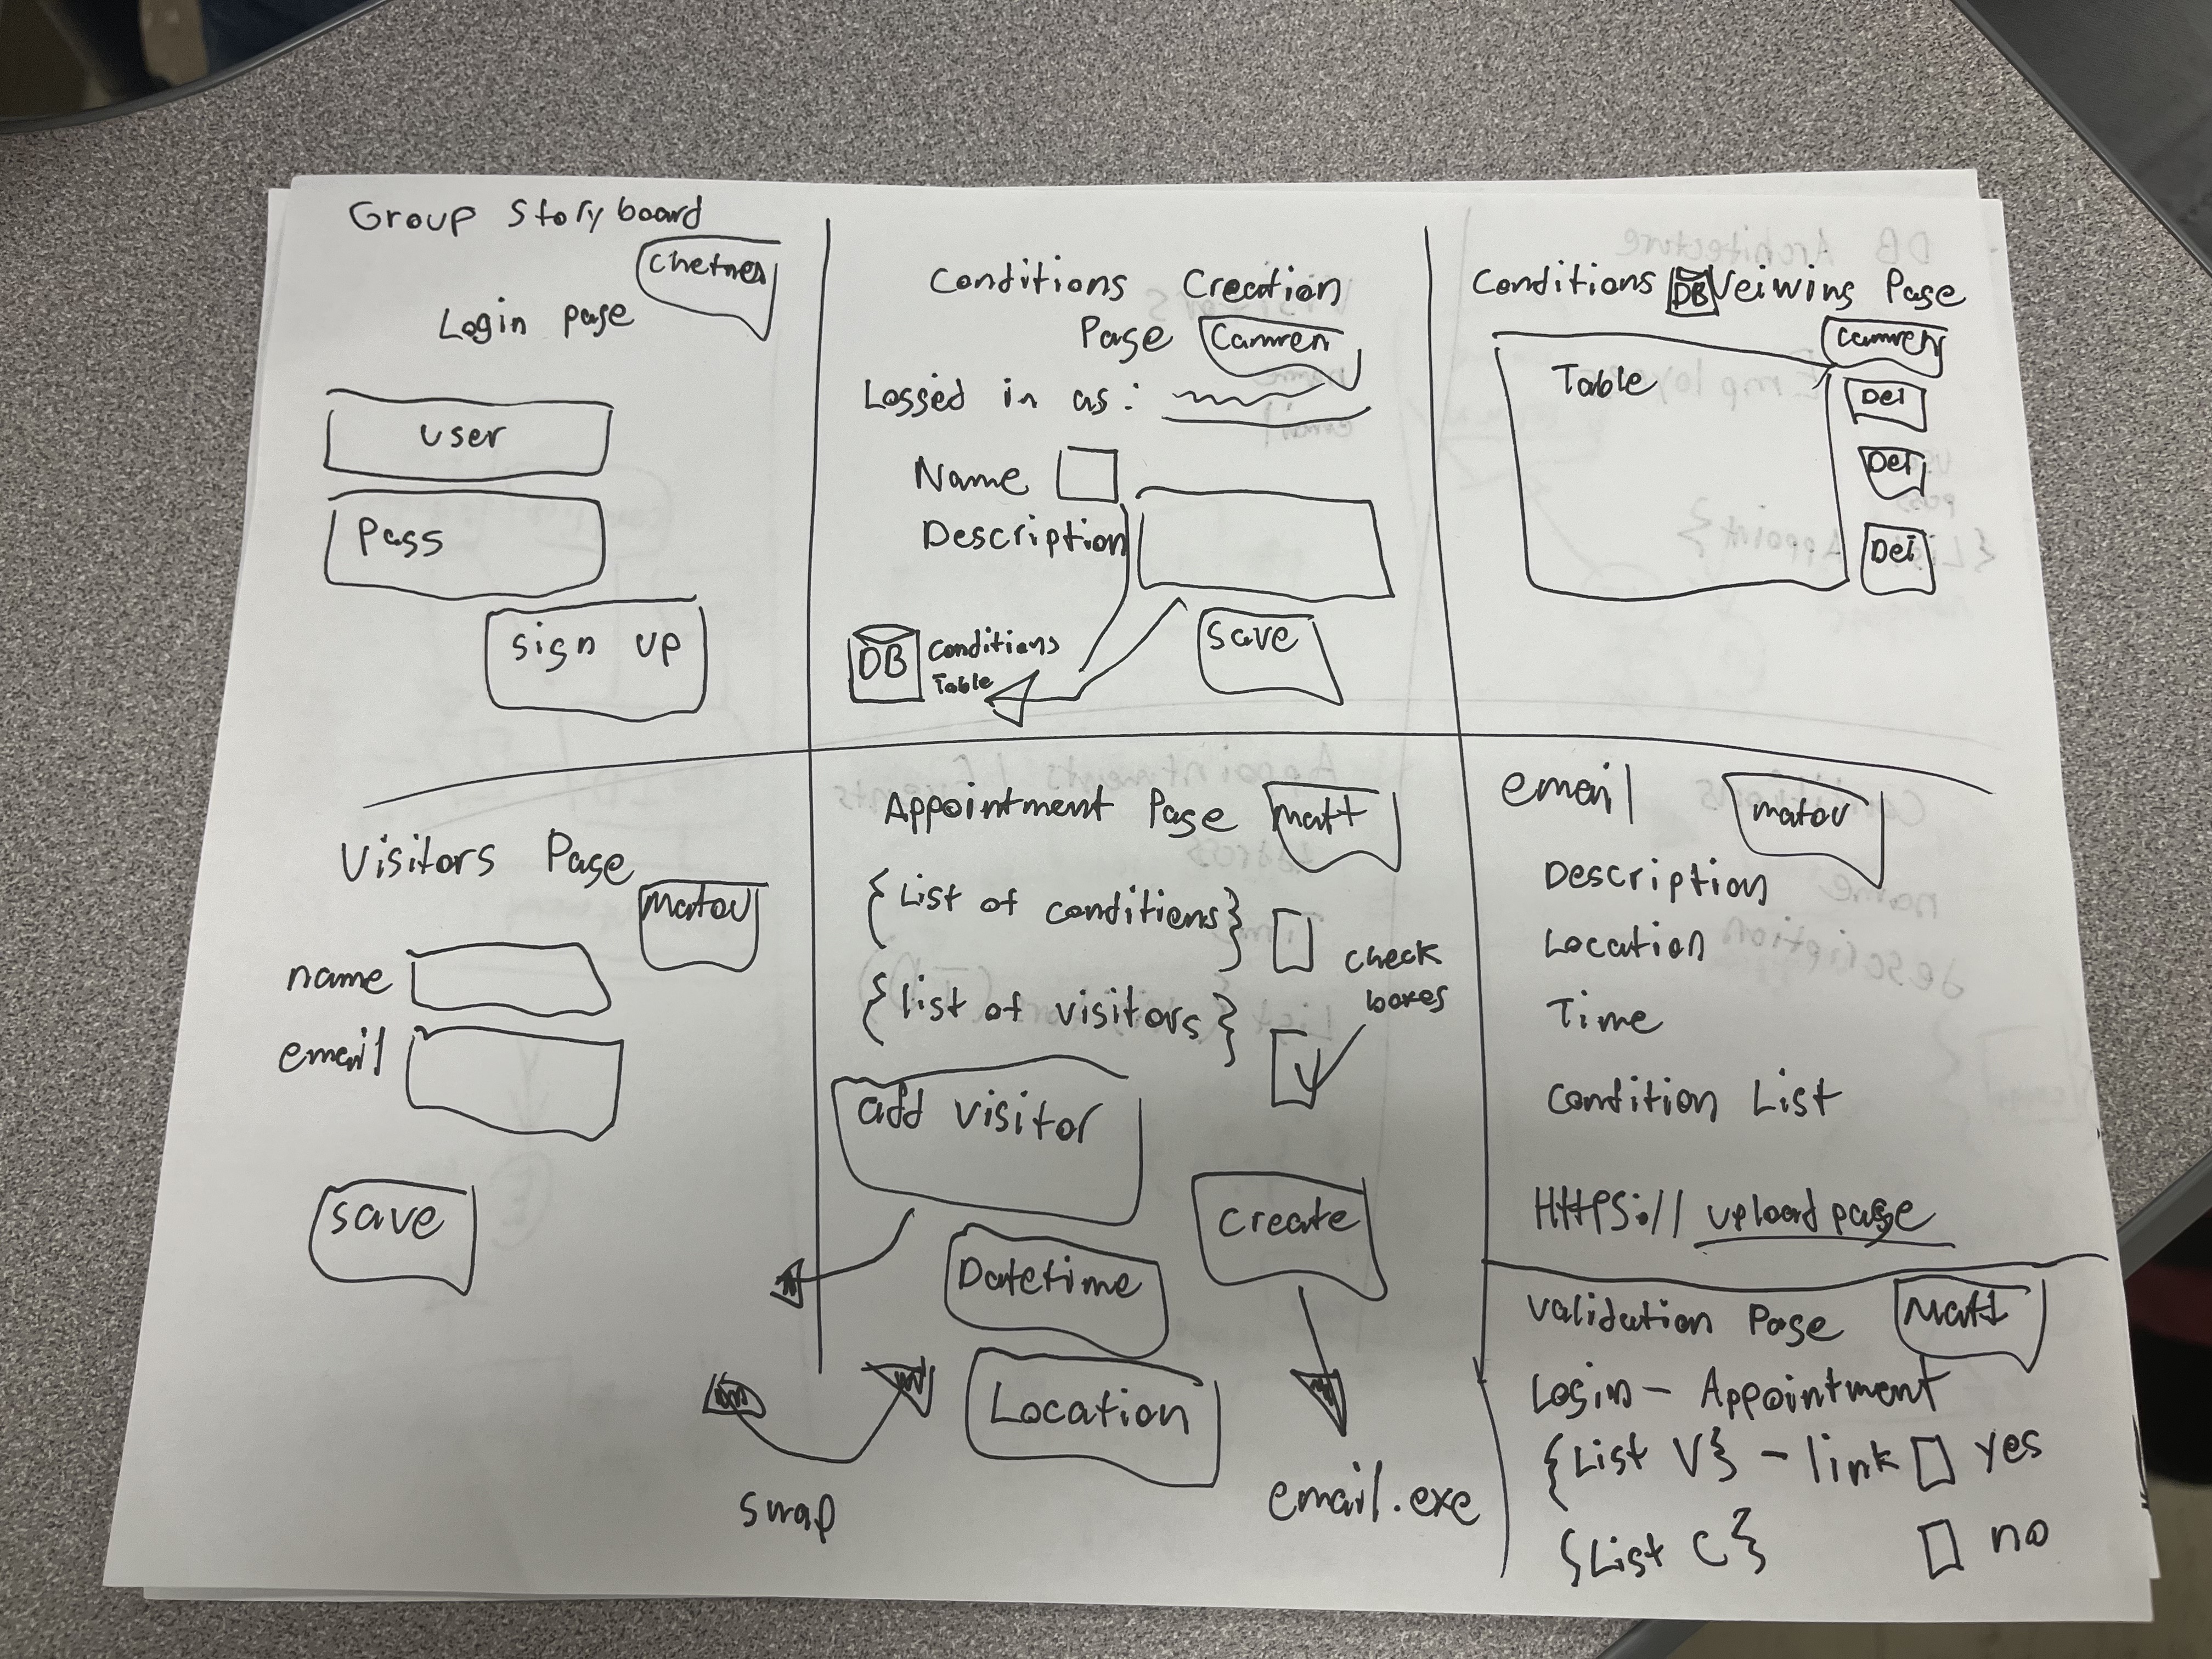 Group Storyboard
Login page
user
Pass
sign up
Conditions Creation
Page Camren
Logged in as:
Name
Description
save
DB Conditions
Table
Conditions DB Veiwing Page
Camren
Table
Del
Del
Del
Visitors Page
matov
name
email
save
Appointment Page matt
{List of conditions}
check
boxes
{list of visitors}
add visitor
create
Datetime
Location
swap
email.exe
email matov
Description
Location
Time
Condition List
HttPS:// upload page
Validation Page Matt
Login - Appointment
{List V} - link yes
{List C} no